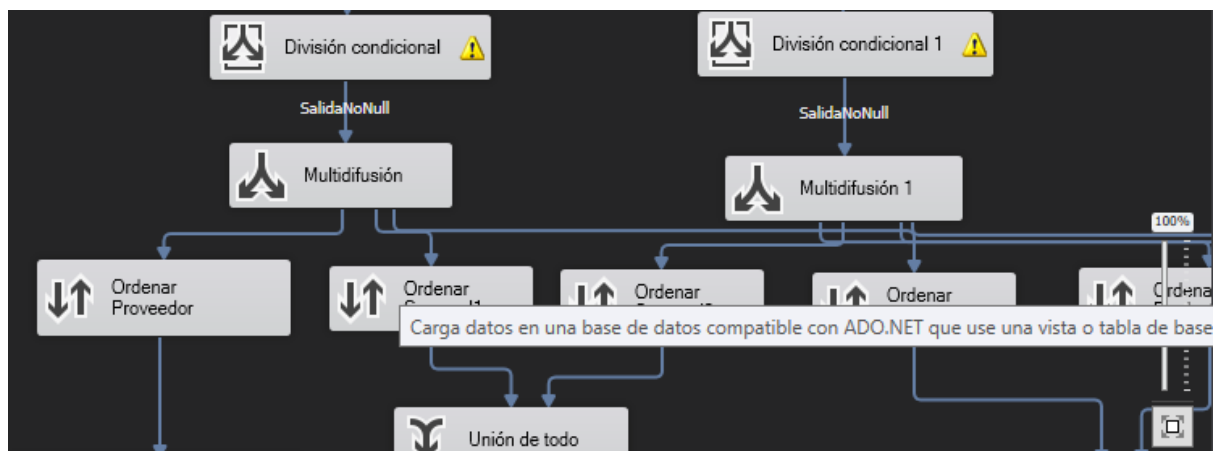 División condicional
División condicional 1
SalidaNoNull
SalidaNoNull
Multidifusión
Multidifusión 1
100%
Ordenar
Proveedor
Ordenar
Ordenar
Ordenar
Ordena
Carga datos en una base de datos compatible con ADO.NET que use una vista o tabla de base
Unión de todo